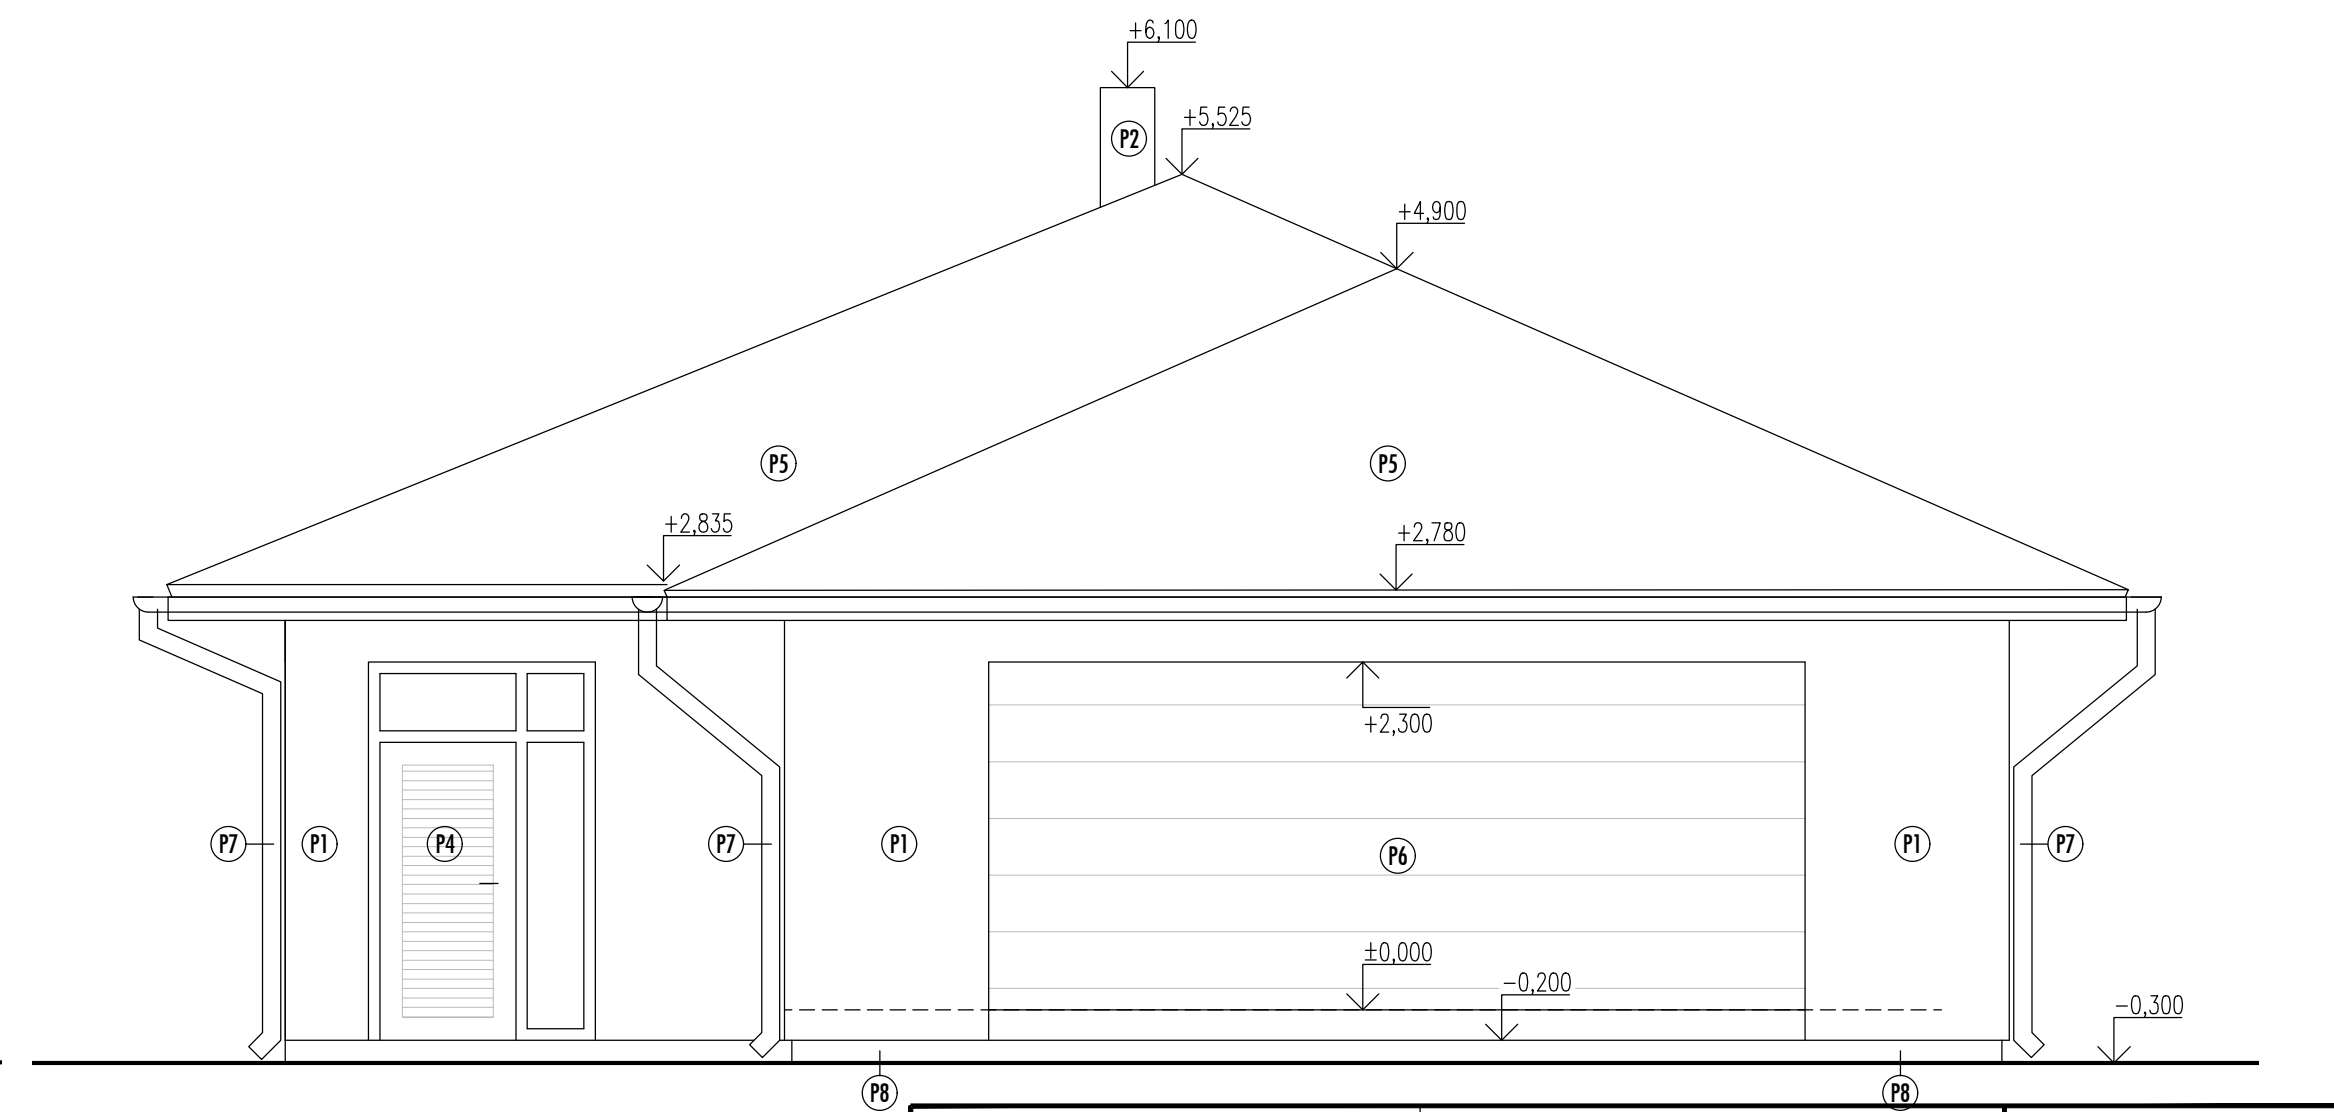 +6,100
+5,525
P2
+4,900
P5
P5
+2,835
+2,780
+2,300
P7
P1
P4
P7
P1
P6
P1
P7
±0,000
-0,200
-0,300
P8
P8